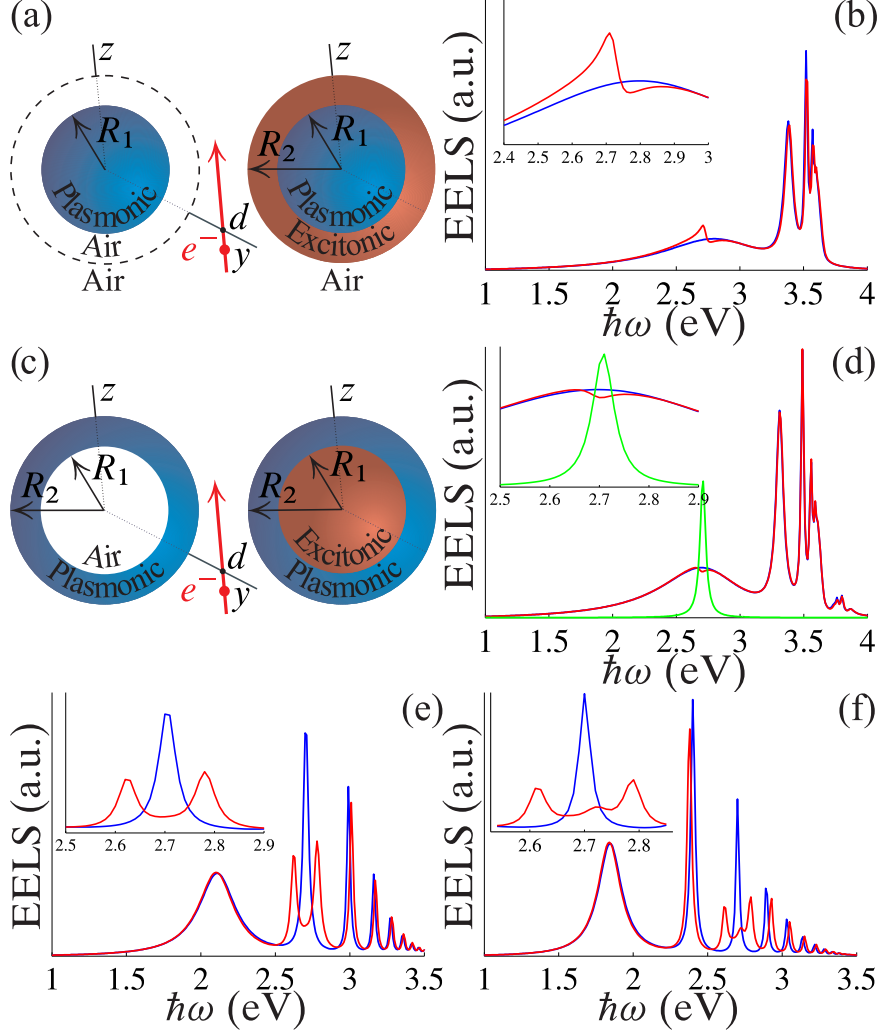 (a)
z
R1
Plasmonic
Air
Air
e−
d
y
z
R2
R1
Plasmonic
Excitonic
Air
(b)
EELS (a.u.)
2.4 2.5 2.6 2.7 2.8 2.9 3
1 1.5 2 2.5 3 3.5 4
ℏω (eV)
(c)
z
R2
R1
Air
Plasmonic
e−
d
y
z
R2
R1
Excitonic
Plasmonic
(d)
EELS (a.u.)
2.5 2.6 2.7 2.8 2.9
1 1.5 2 2.5 3 3.5 4
ℏω (eV)
(e)
EELS (a.u.)
2.5 2.6 2.7 2.8 2.9
1 1.5 2 2.5 3 3.5
ℏω (eV)
(f)
EELS (a.u.)
2.6 2.7 2.8
1 1.5 2 2.5 3 3.5
ℏω (eV)